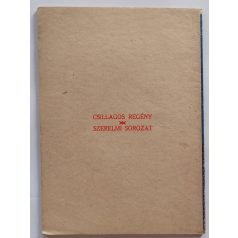 CSILLAGOS REGÉNY
SZERELMI SOROZAT